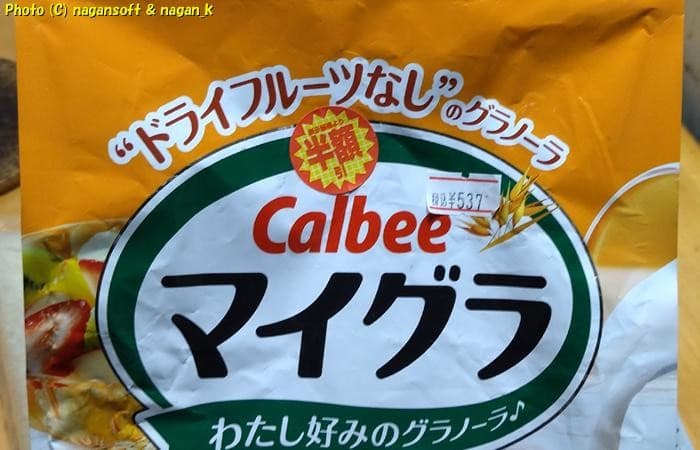 Photo (C) nagansoft & nagan_k
“ドライフルーツなし”のグラノーラ
半額
Calbee
税込¥537
マイグラ
わたし好みのグラノーラ♪